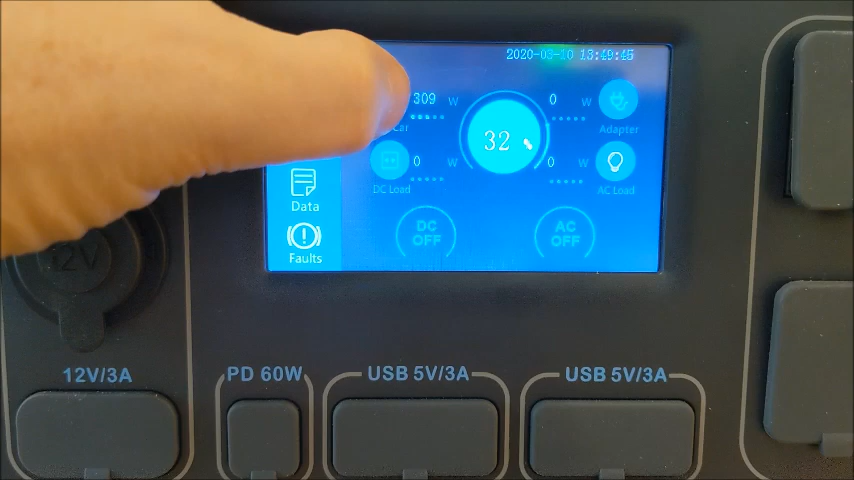 2020-03-10 13:49:45
309 W
0 W
Car
32 %
Adapter
0 W
0 W
DC Load
AC Load
Data
DC OFF
AC OFF
Faults
12V
12V/3A
PD 60W
USB 5V/3A
USB 5V/3A